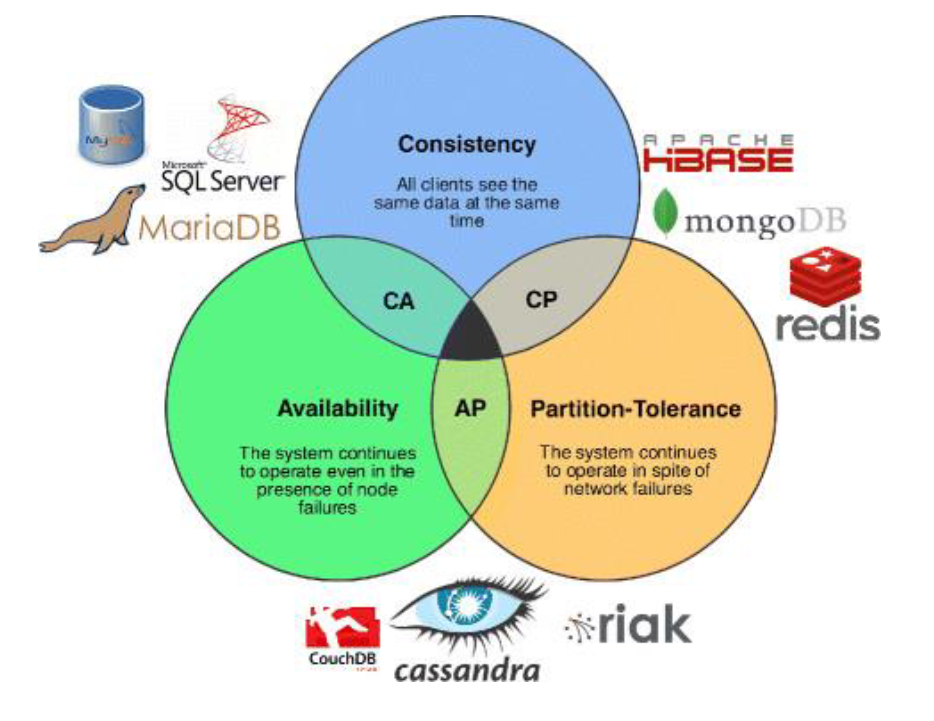 Consistency
All clients see the
same data at the same
time
MySQL
Microsoft
SQL Server
MariaDB
APACHE
HBASE
mongoDB
redis
CA
CP
Availability
The system continues
to operate even in the
presence of node
failures
AP
Partition-Tolerance
The system continues
to operate in spite of
network failures
CouchDB
cassandra
riak